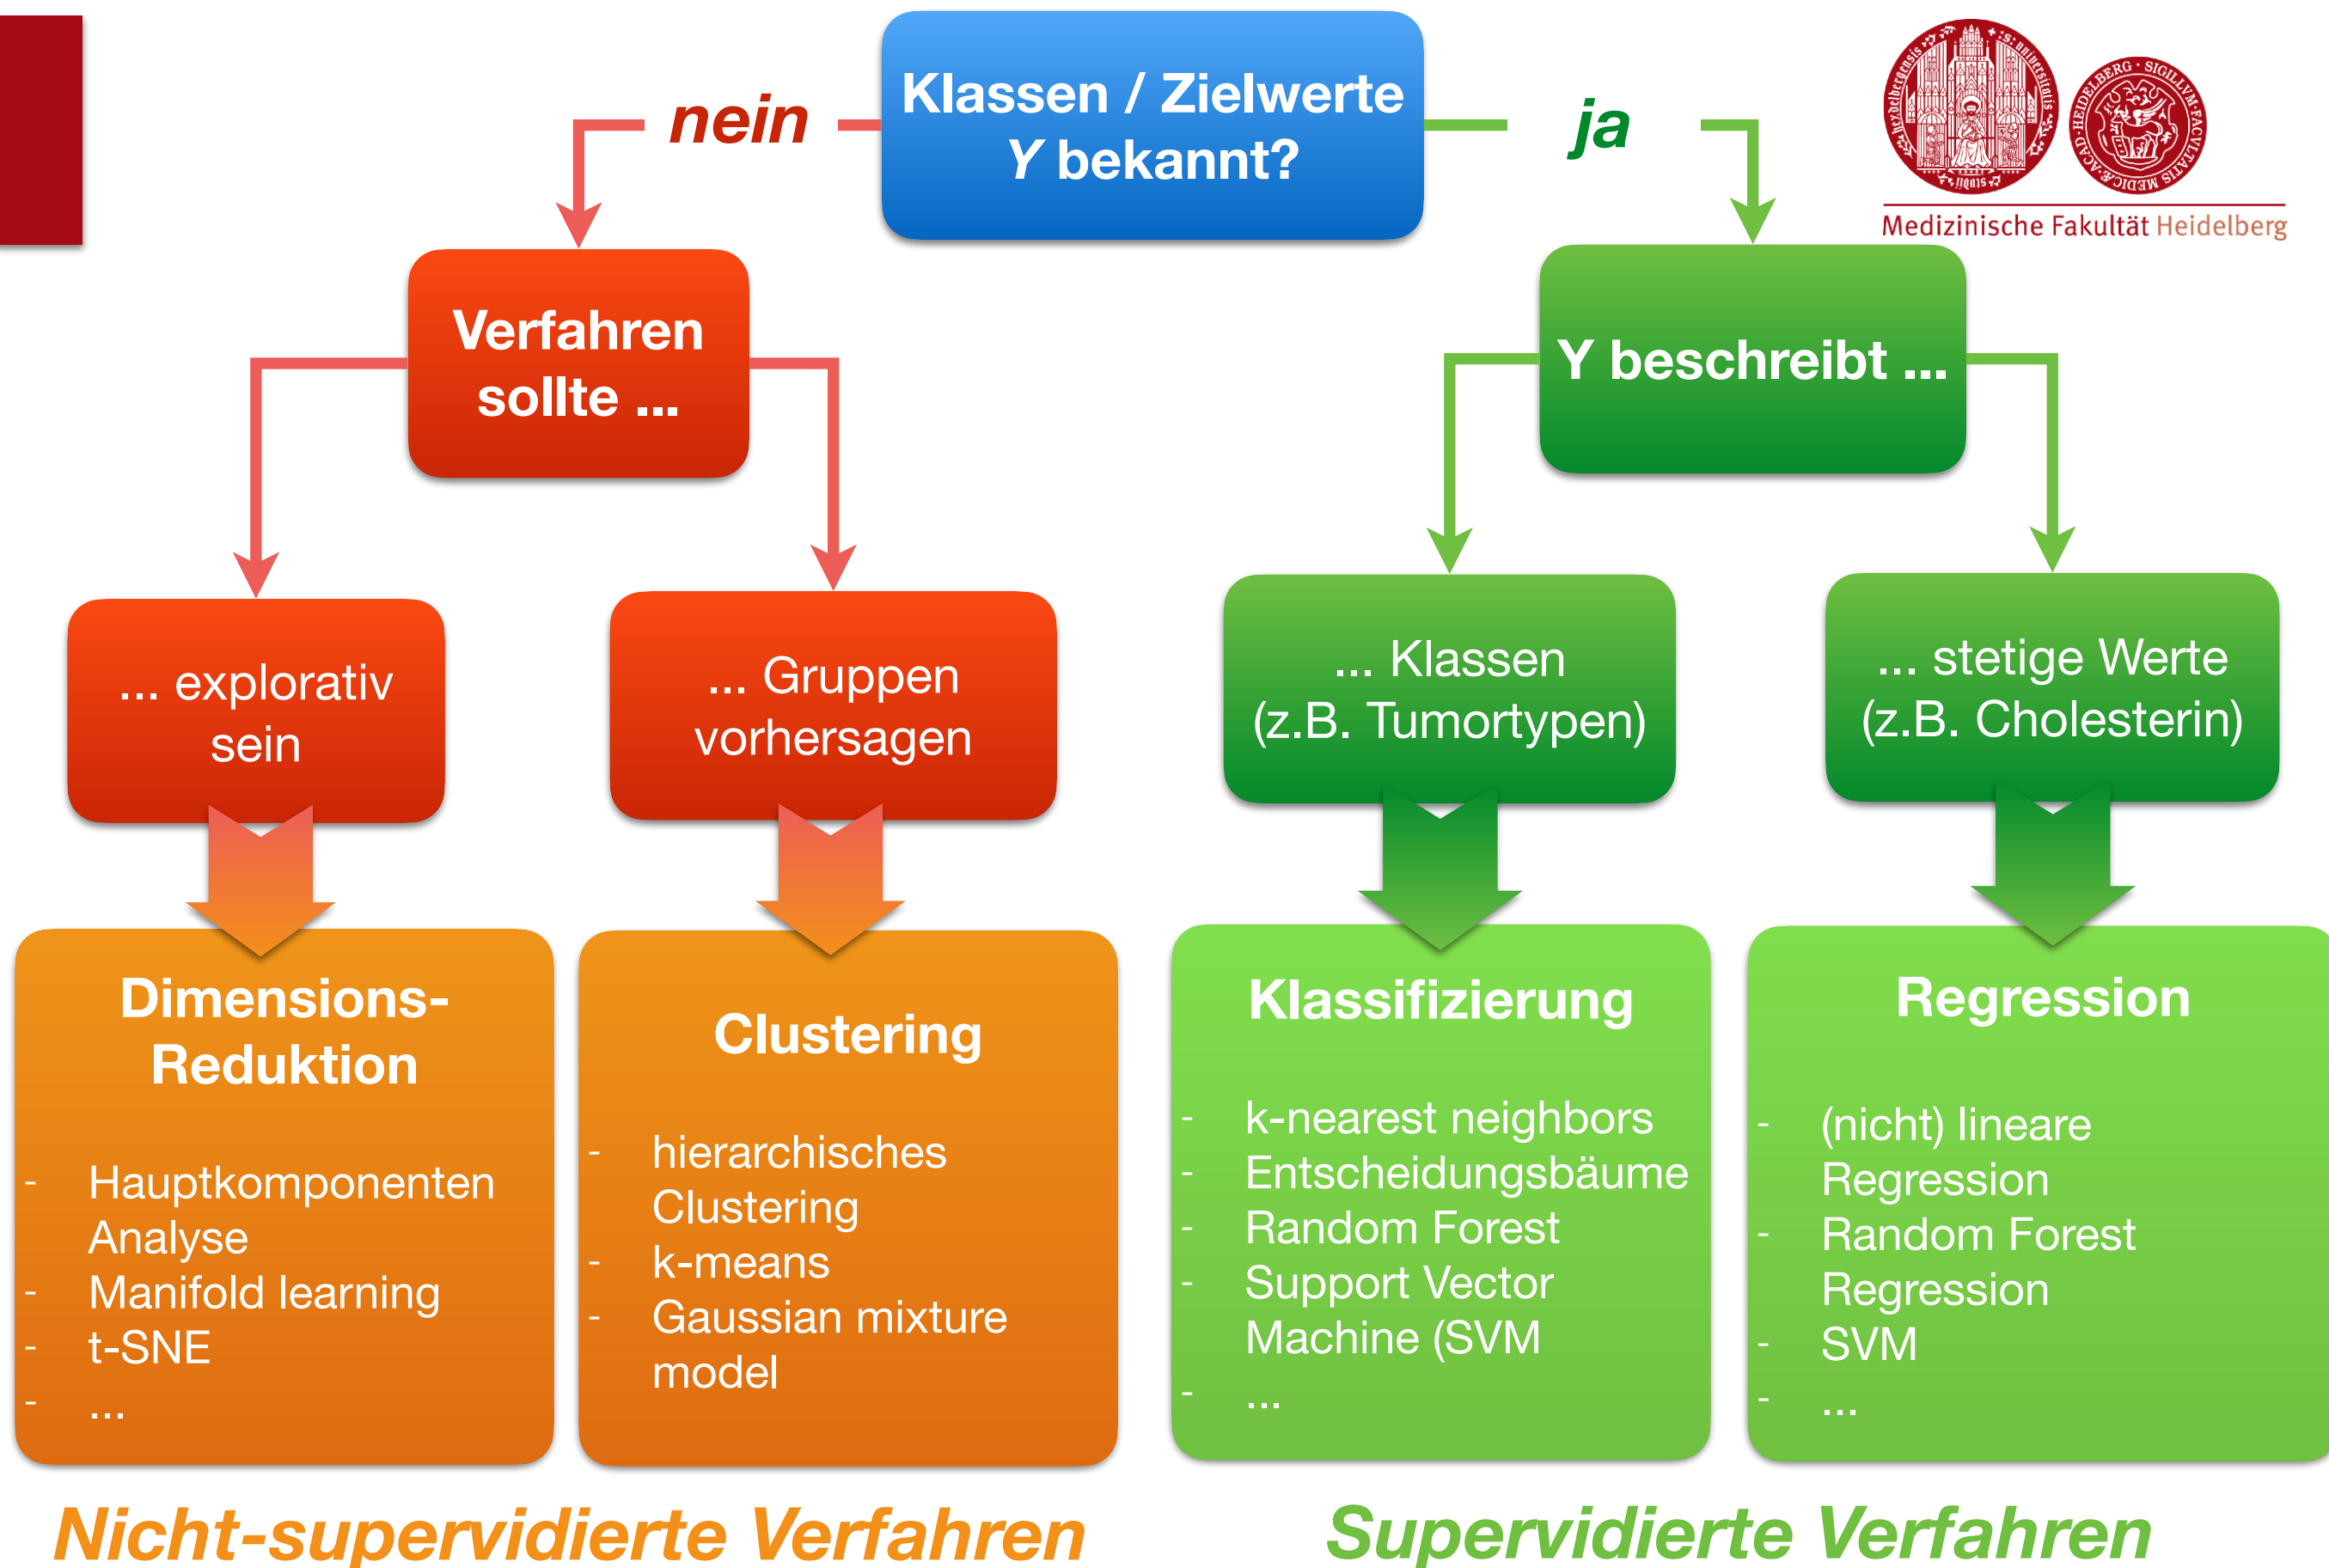 Klassen / Zielwerte
Y bekannt?
nein
ja
Medizinische Fakultät Heidelberg
Verfahren
sollte ...
Y beschreibt ...
... explorativ
sein
... Gruppen
vorhersagen
... Klassen
(z.B. Tumortypen)
... stetige Werte
(z.B. Cholesterin)
Dimensions-
Reduktion
- Hauptkomponenten
Analyse
- Manifold learning
- t-SNE
- ...
Clustering
- hierarchisches
Clustering
- k-means
- Gaussian mixture
model
Klassifizierung
- k-nearest neighbors
- Entscheidungsbäume
- Random Forest
- Support Vector
Machine (SVM
- ...
Regression
- (nicht) lineare
Regression
- Random Forest
Regression
- SVM
- ...
Nicht-supervidierte Verfahren
Supervidierte Verfahren